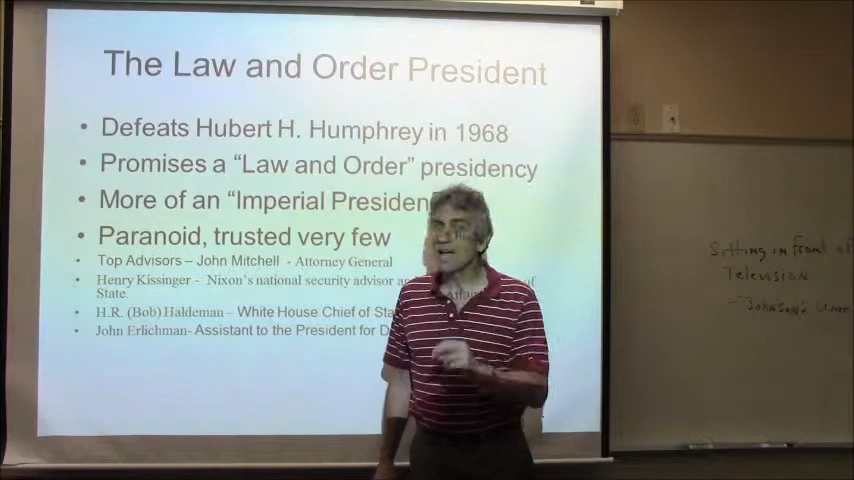 The Law and Order President
• Defeats Hubert H. Humphrey in 1968
• Promises a “Law and Order” presidency
• More of an “Imperial Presiden
• Paranoid, trusted very few
• Top Advisors – John Mitchell - Attorney General
• Henry Kissinger - Nixon's national security advisor a of
State.
• H.R. (Bob) Haldeman – White House Chief of Sta
• John Erlichman- Assistant to the President for D
Sitting in front of
Television
- Johnson's